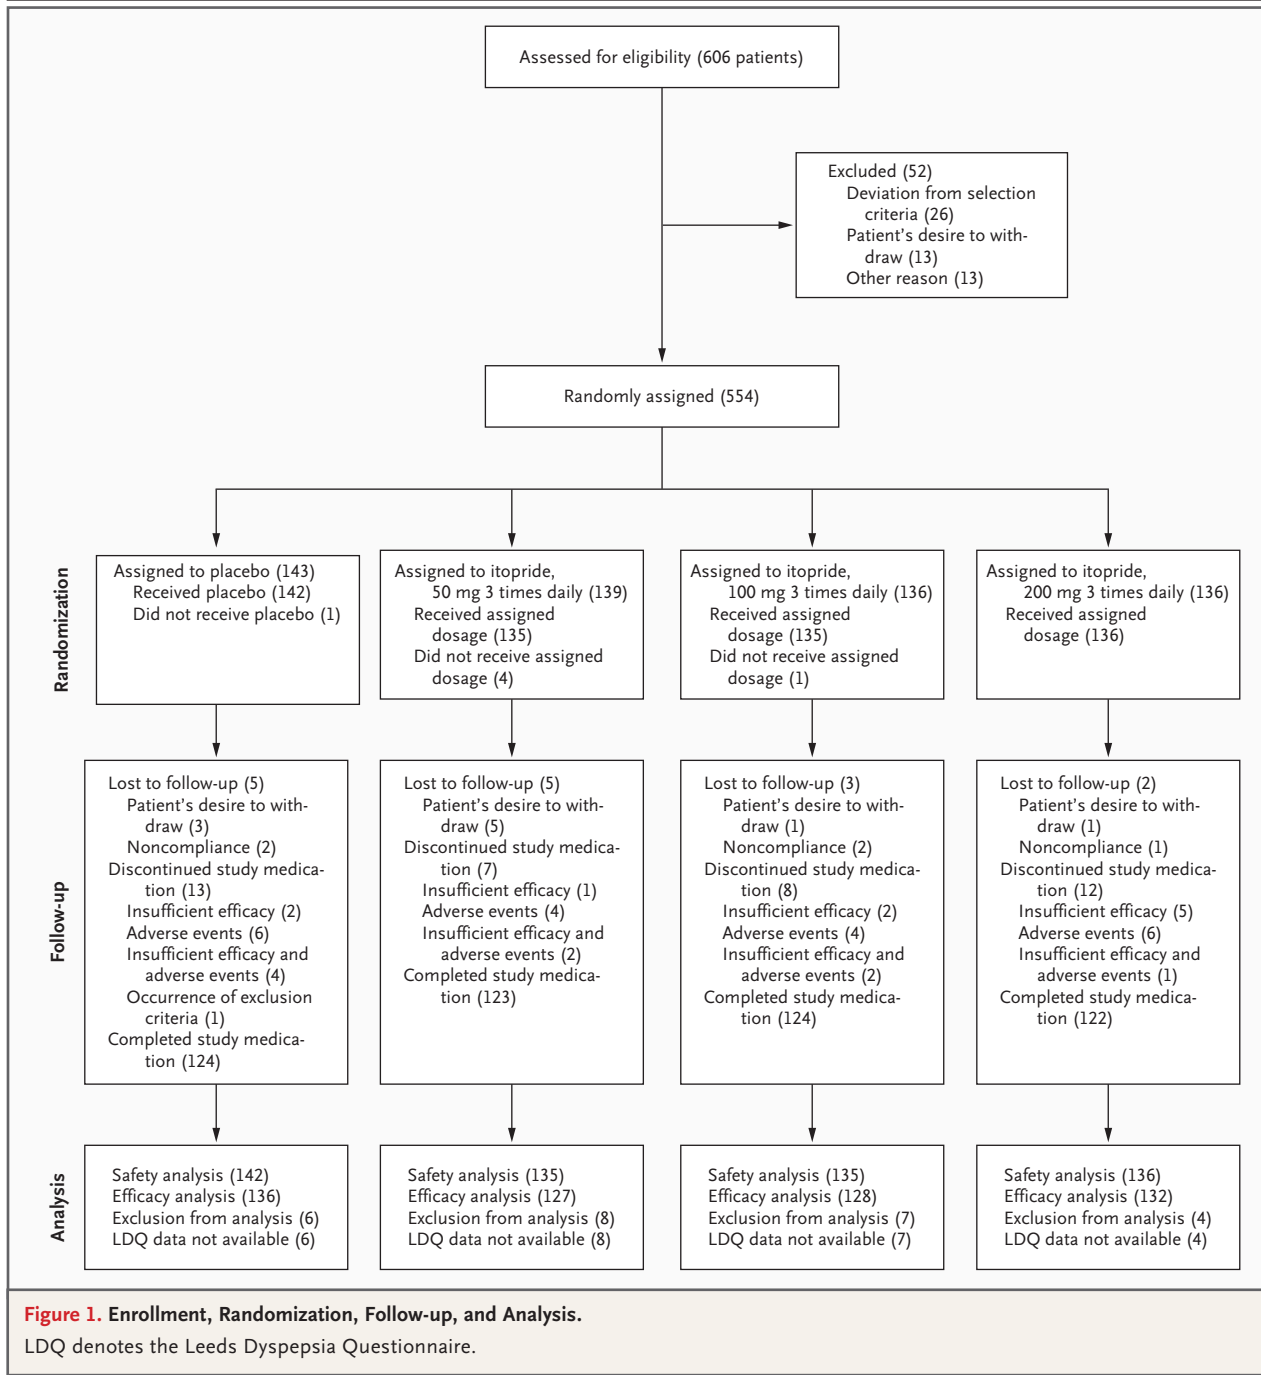 Assessed for eligibility (606 patients)
Excluded (52)
Deviation from selection
criteria (26)
Patient's desire to with-
draw (13)
Other reason (13)
Randomly assigned (554)
Randomization
Assigned to placebo (143)
Received placebo (142)
Did not receive placebo (1)
Assigned to itopride,
50 mg 3 times daily (139)
Received assigned
dosage (135)
Did not receive assigned
dosage (4)
Assigned to itopride,
100 mg 3 times daily (136)
Received assigned
dosage (135)
Did not receive assigned
dosage (1)
Assigned to itopride,
200 mg 3 times daily (136)
Received assigned
dosage (136)
Follow-up
Lost to follow-up (5)
Patient's desire to with-
draw (3)
Noncompliance (2)
Discontinued study medica-
tion (13)
Insufficient efficacy (2)
Adverse events (6)
Insufficient efficacy and
adverse events (4)
Occurrence of exclusion
criteria (1)
Completed study medica-
tion (124)
Lost to follow-up (5)
Patient's desire to with-
draw (5)
Discontinued study medica-
tion (7)
Insufficient efficacy (1)
Adverse events (4)
Insufficient efficacy and
adverse events (2)
Completed study medica-
tion (123)
Lost to follow-up (3)
Patient's desire to with-
draw (1)
Noncompliance (2)
Discontinued study medica-
tion (8)
Insufficient efficacy (2)
Adverse events (4)
Insufficient efficacy and
adverse events (2)
Completed study medica-
tion (124)
Lost to follow-up (2)
Patient's desire to with-
draw (1)
Noncompliance (1)
Discontinued study medica-
tion (12)
Insufficient efficacy (5)
Adverse events (6)
Insufficient efficacy and
adverse events (1)
Completed study medica-
tion (122)
Analysis
Safety analysis (142)
Efficacy analysis (136)
Exclusion from analysis (6)
LDQ data not available (6)
Safety analysis (135)
Efficacy analysis (127)
Exclusion from analysis (8)
LDQ data not available (8)
Safety analysis (135)
Efficacy analysis (128)
Exclusion from analysis (7)
LDQ data not available (7)
Safety analysis (136)
Efficacy analysis (132)
Exclusion from analysis (4)
LDQ data not available (4)
Figure 1. Enrollment, Randomization, Follow-up, and Analysis.
LDQ denotes the Leeds Dyspepsia Questionnaire.